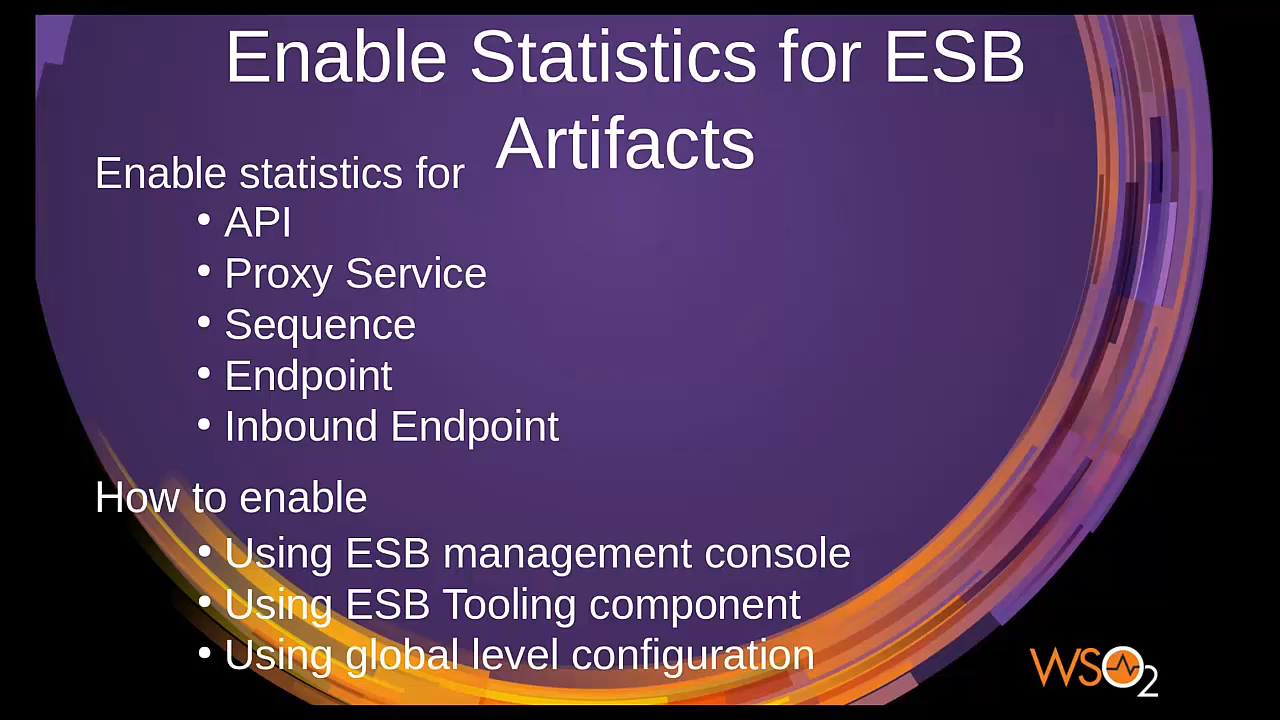 Enable Statistics for ESB
Artifacts
Enable statistics for
• API
• Proxy Service
• Sequence
• Endpoint
• Inbound Endpoint
How to enable
• Using ESB management console
• Using ESB Tooling component
• Using global level configuration
WSO2